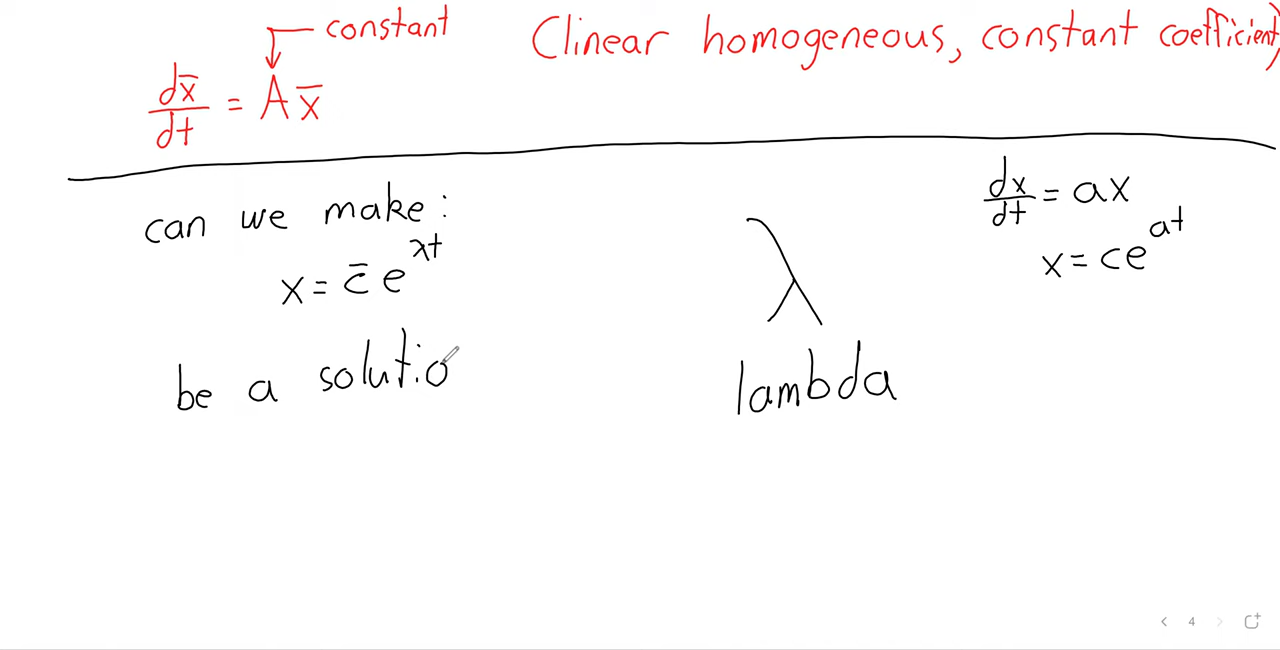 constant
(linear homogeneous, constant coefficient)
dx̄/dt = Ax̄
can we make:
x = c̄e^λt
be a solutio
λ
lambda
dx/dt = ax
x = ce^at
4